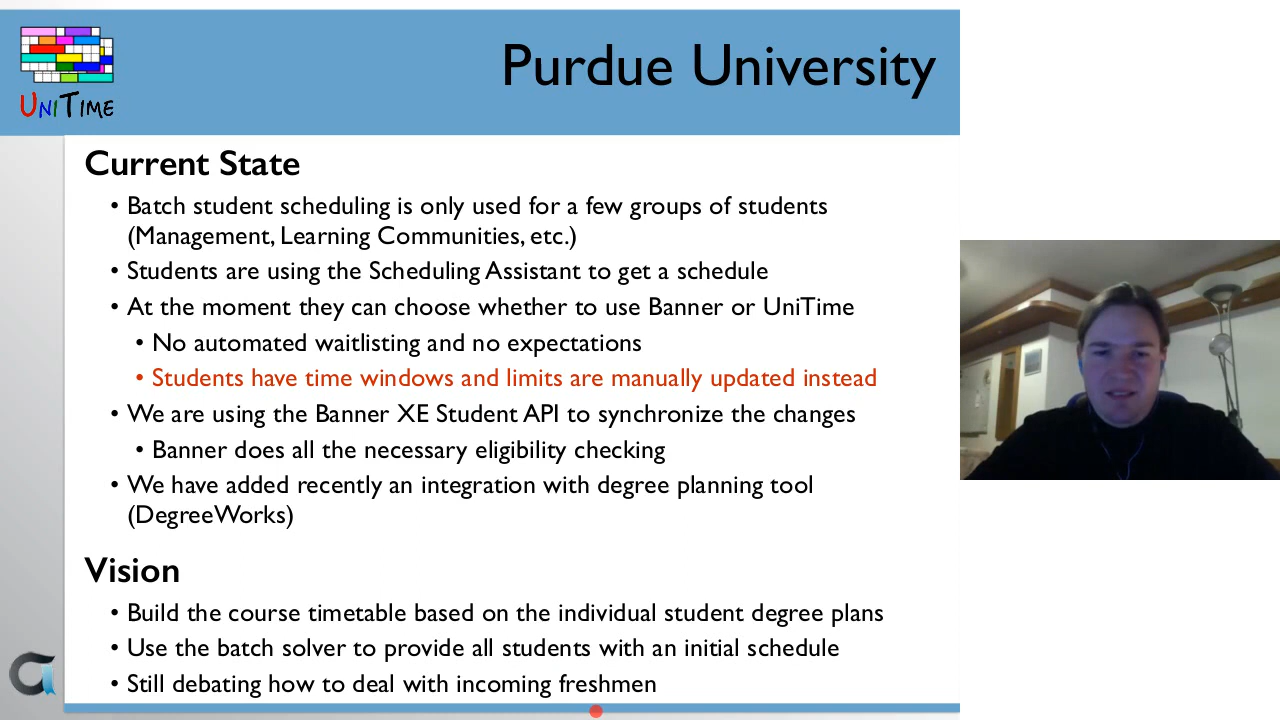 UniTime
Purdue University
Current State
• Batch student scheduling is only used for a few groups of students
(Management, Learning Communities, etc.)
• Students are using the Scheduling Assistant to get a schedule
• At the moment they can choose whether to use Banner or UniTime
• No automated waitlisting and no expectations
• Students have time windows and limits are manually updated instead
• We are using the Banner XE Student API to synchronize the changes
• Banner does all the necessary eligibility checking
• We have added recently an integration with degree planning tool
(DegreeWorks)
Vision
• Build the course timetable based on the individual student degree plans
• Use the batch solver to provide all students with an initial schedule
• Still debating how to deal with incoming freshmen